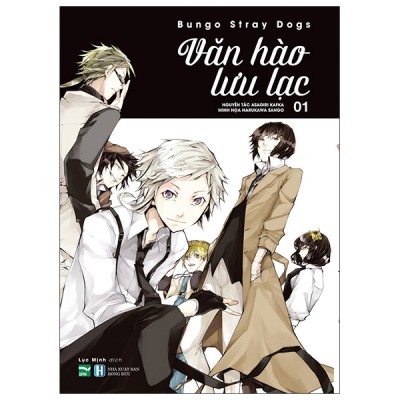 Bungo Stray Dogs
Văn hào
lưu lạc
NGUYÊN TÁC ASAGIRI KAFKA
MINH HỌA HARUKAWA SANGO
01
Lục Minh dịch
IPM
NHÀ XUẤT BẢN
HỒNG ĐỨC